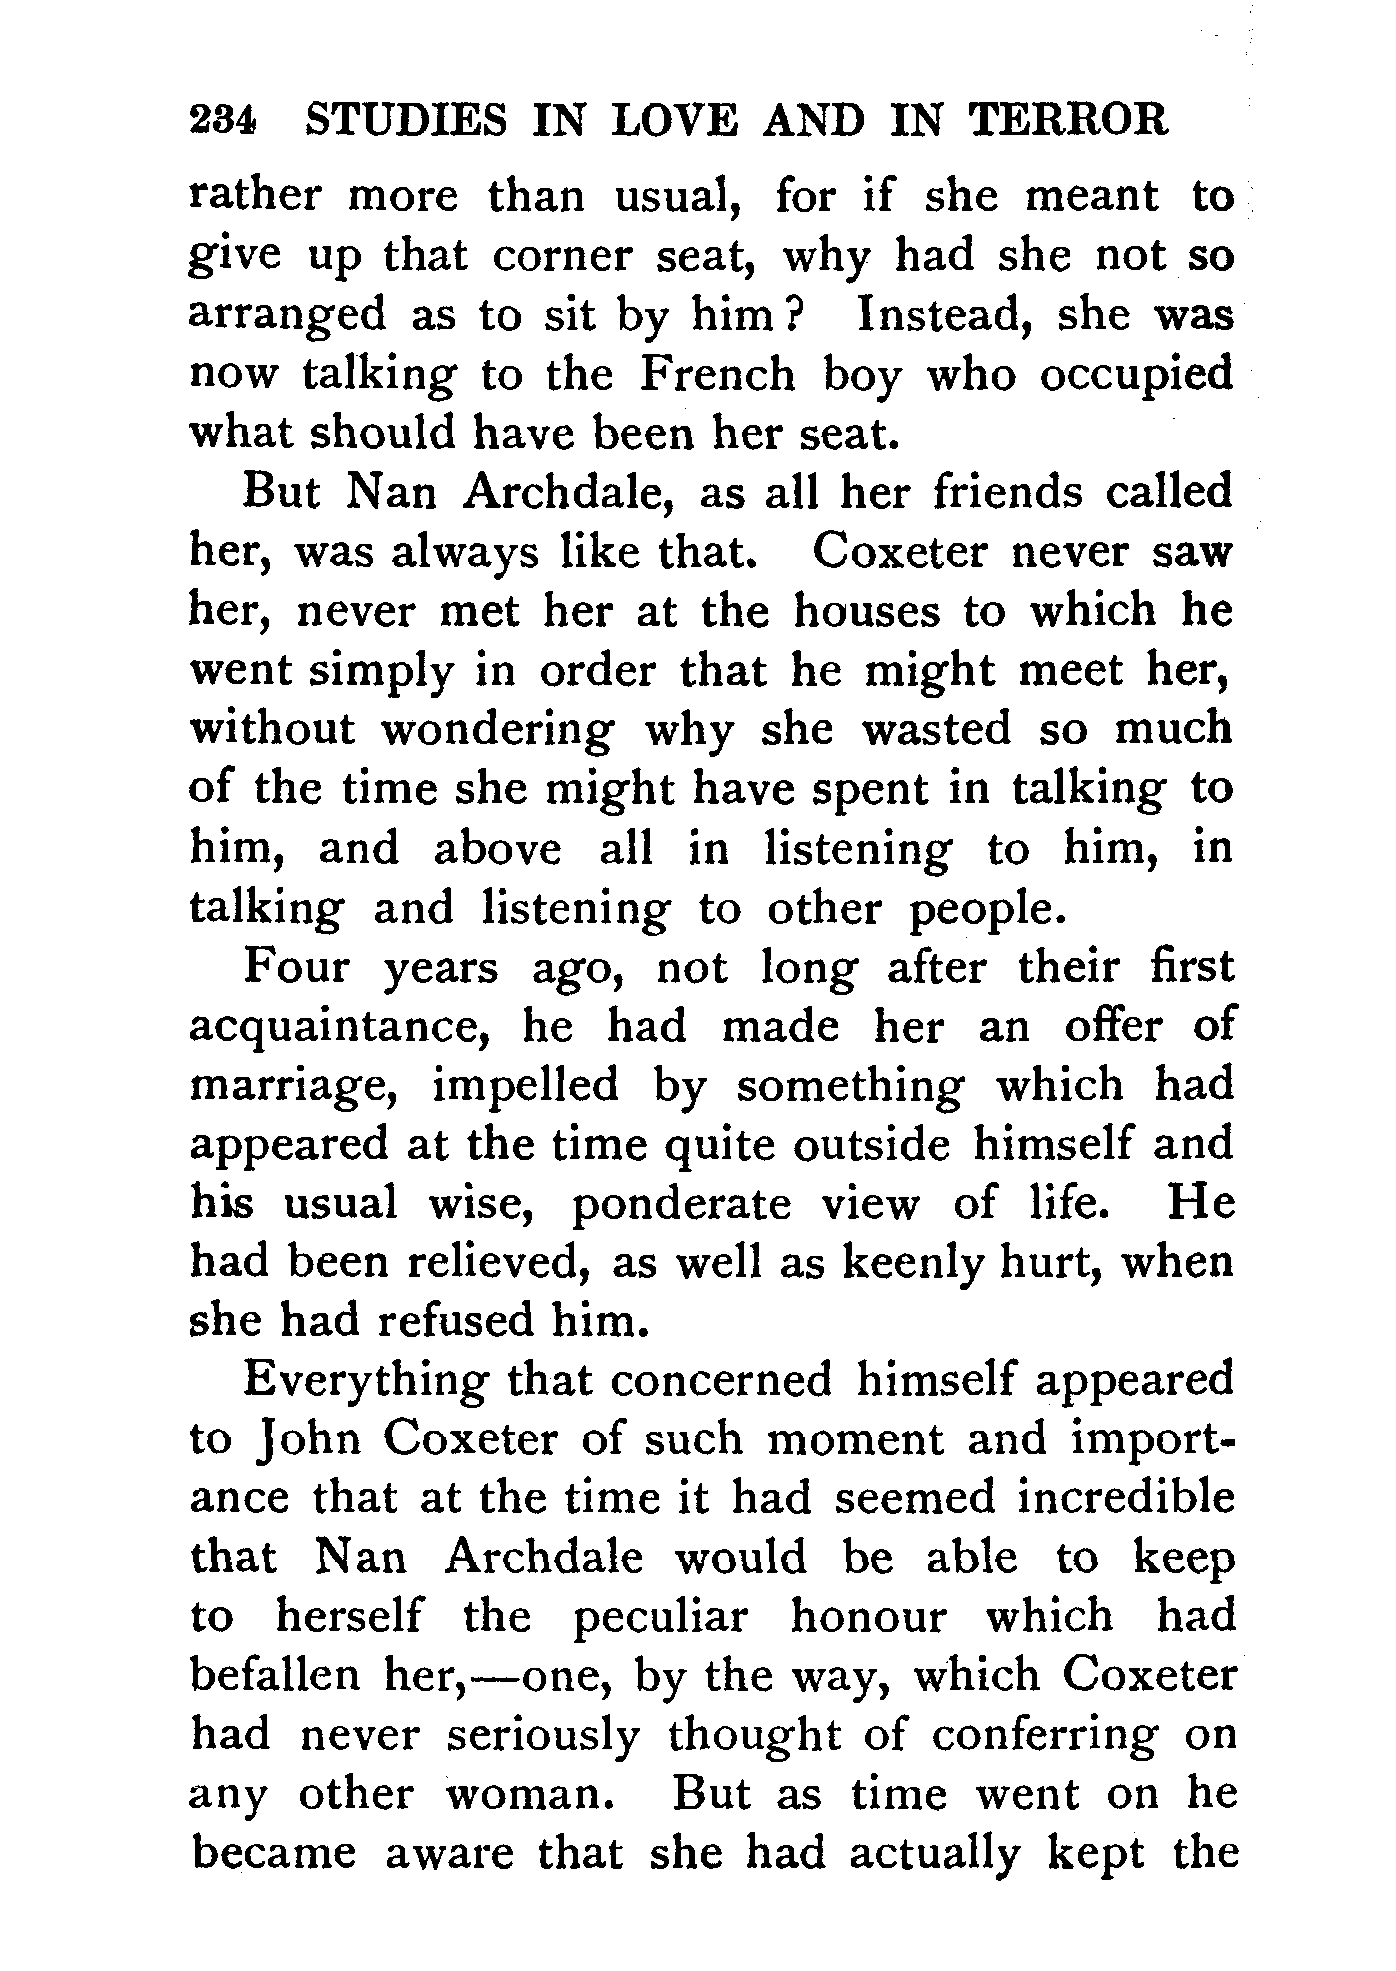 234 STUDIES IN LOVE AND IN TERROR
rather more than usual, for if she meant to
give up that corner seat, why had she not so
arranged as to sit by him? Instead, she was
now talking to the French boy who occupied
what should have been her seat.
But Nan Archdale, as all her friends called
her, was always like that. Coxeter never saw
her, never met her at the houses to which he
went simply in order that he might meet her,
without wondering why she wasted so much
of the time she might have spent in talking to
him, and above all in listening to him, in
talking and listening to other people.
Four years ago, not long after their first
acquaintance, he had made her an offer of
marriage, impelled by something which had
appeared at the time quite outside himself and
his usual wise, ponderate view of life. He
had been relieved, as well as keenly hurt, when
she had refused him.
Everything that concerned himself appeared
to John Coxeter of such moment and import-
ance that at the time it had seemed incredible
that Nan Archdale would be able to keep
to herself the peculiar honour which had
befallen her,—one, by the way, which Coxeter
had never seriously thought of conferring on
any other woman. But as time went on he
became aware that she had actually kept the